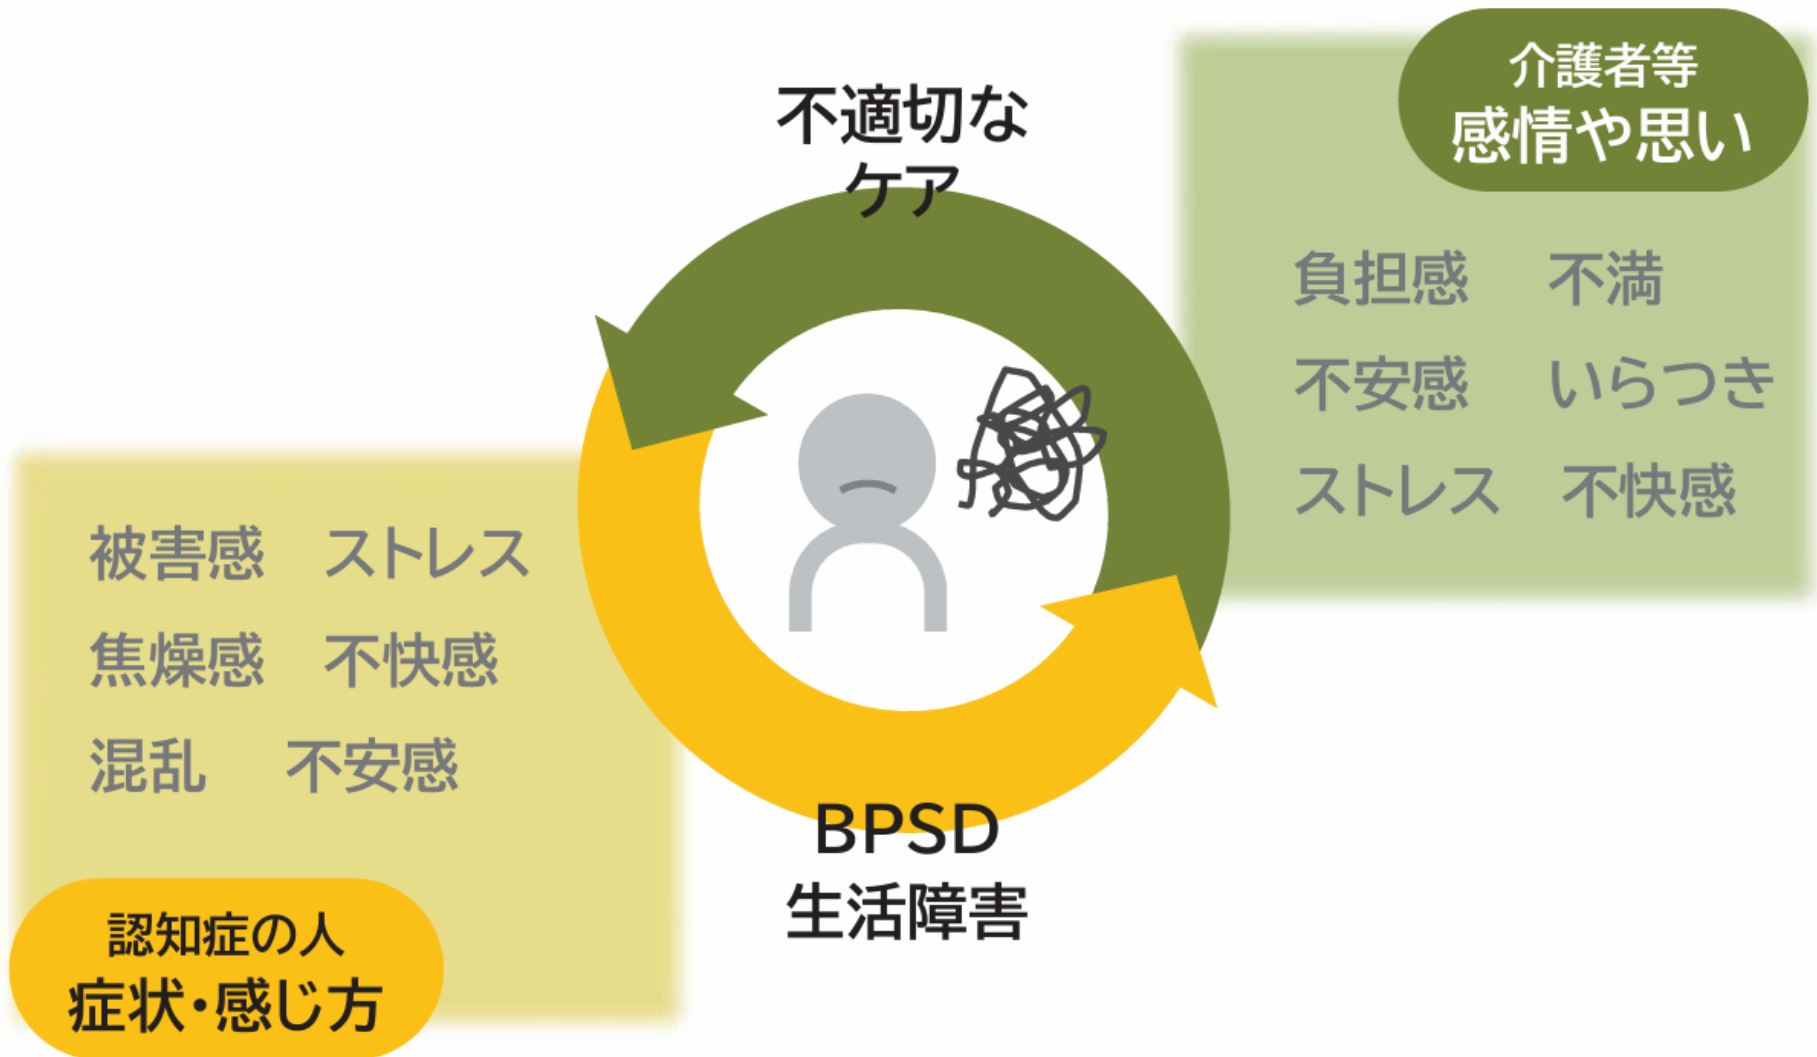 介護者等
感情や思い
不適切な
ケア
負担感 不満
不安感 いらつき
ストレス 不快感
被害感 ストレス
焦燥感 不快感
混乱 不安感
BPSD
生活障害
認知症の人
症状・感じ方